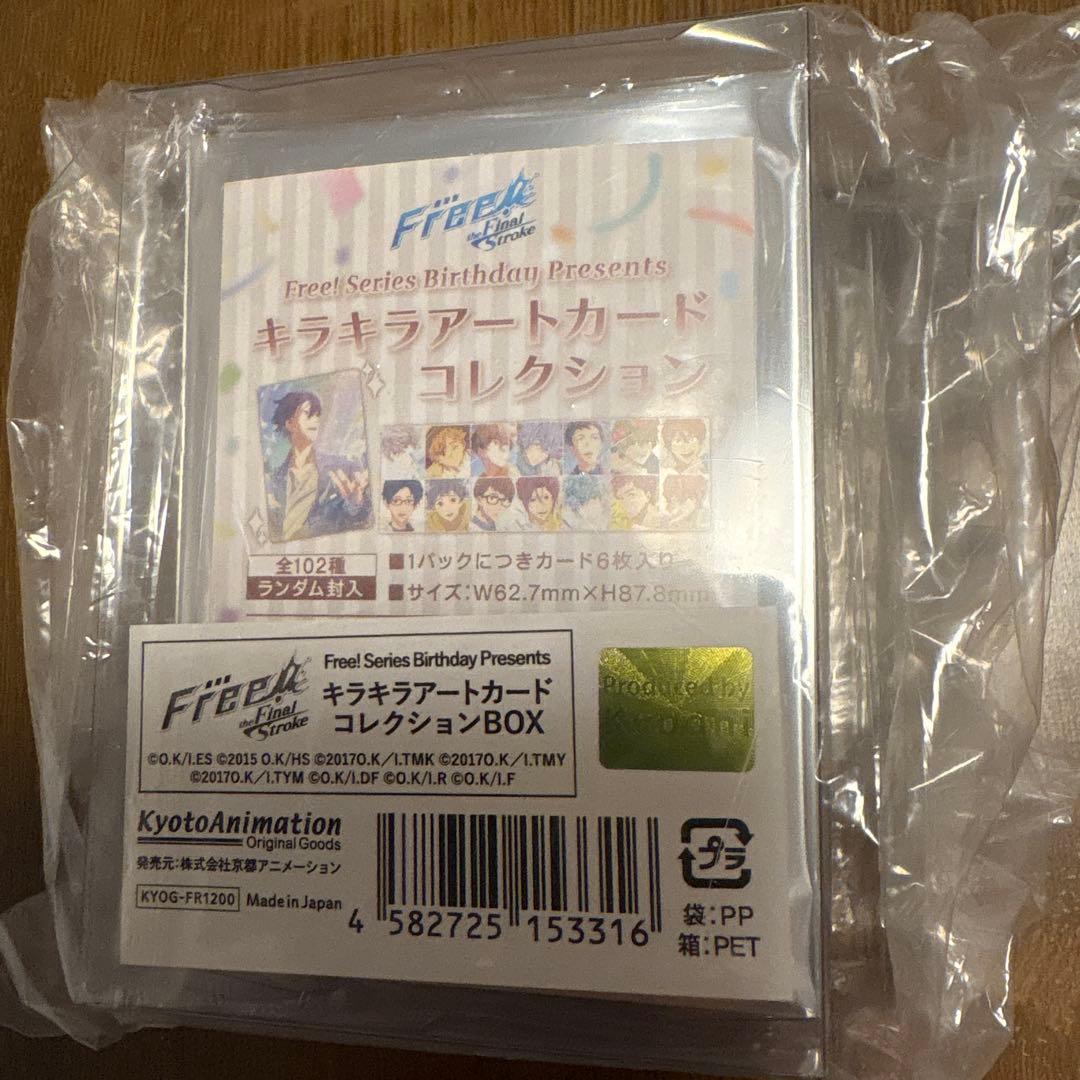 Free!
the Final
Stroke
Free! Series Birthday Presents
キラキラアートカード
コレクション
全102種
ランダム封入
■1パックにつきカード6枚入り
■サイズ:W62.7mm×H87.8mm
Free!
the Final
Stroke
Free! Series Birthday Presents
キラキラアートカード
コレクションBOX
©O.K/I.ES ©2015 O.K/HS ©2017O.K/I.TMK ©2017O.K/I.TMY
©2017O.K/I.TYM ©O.K/I.DF ©O.K/I.R ©O.K/I.F
Produced by
KyoAni
KyotoAnimation
Original Goods
発売元:株式会社京都アニメーション
KYOG-FR1200 Made in Japan
4 582725 153316
プラ
袋:PP
箱:PET